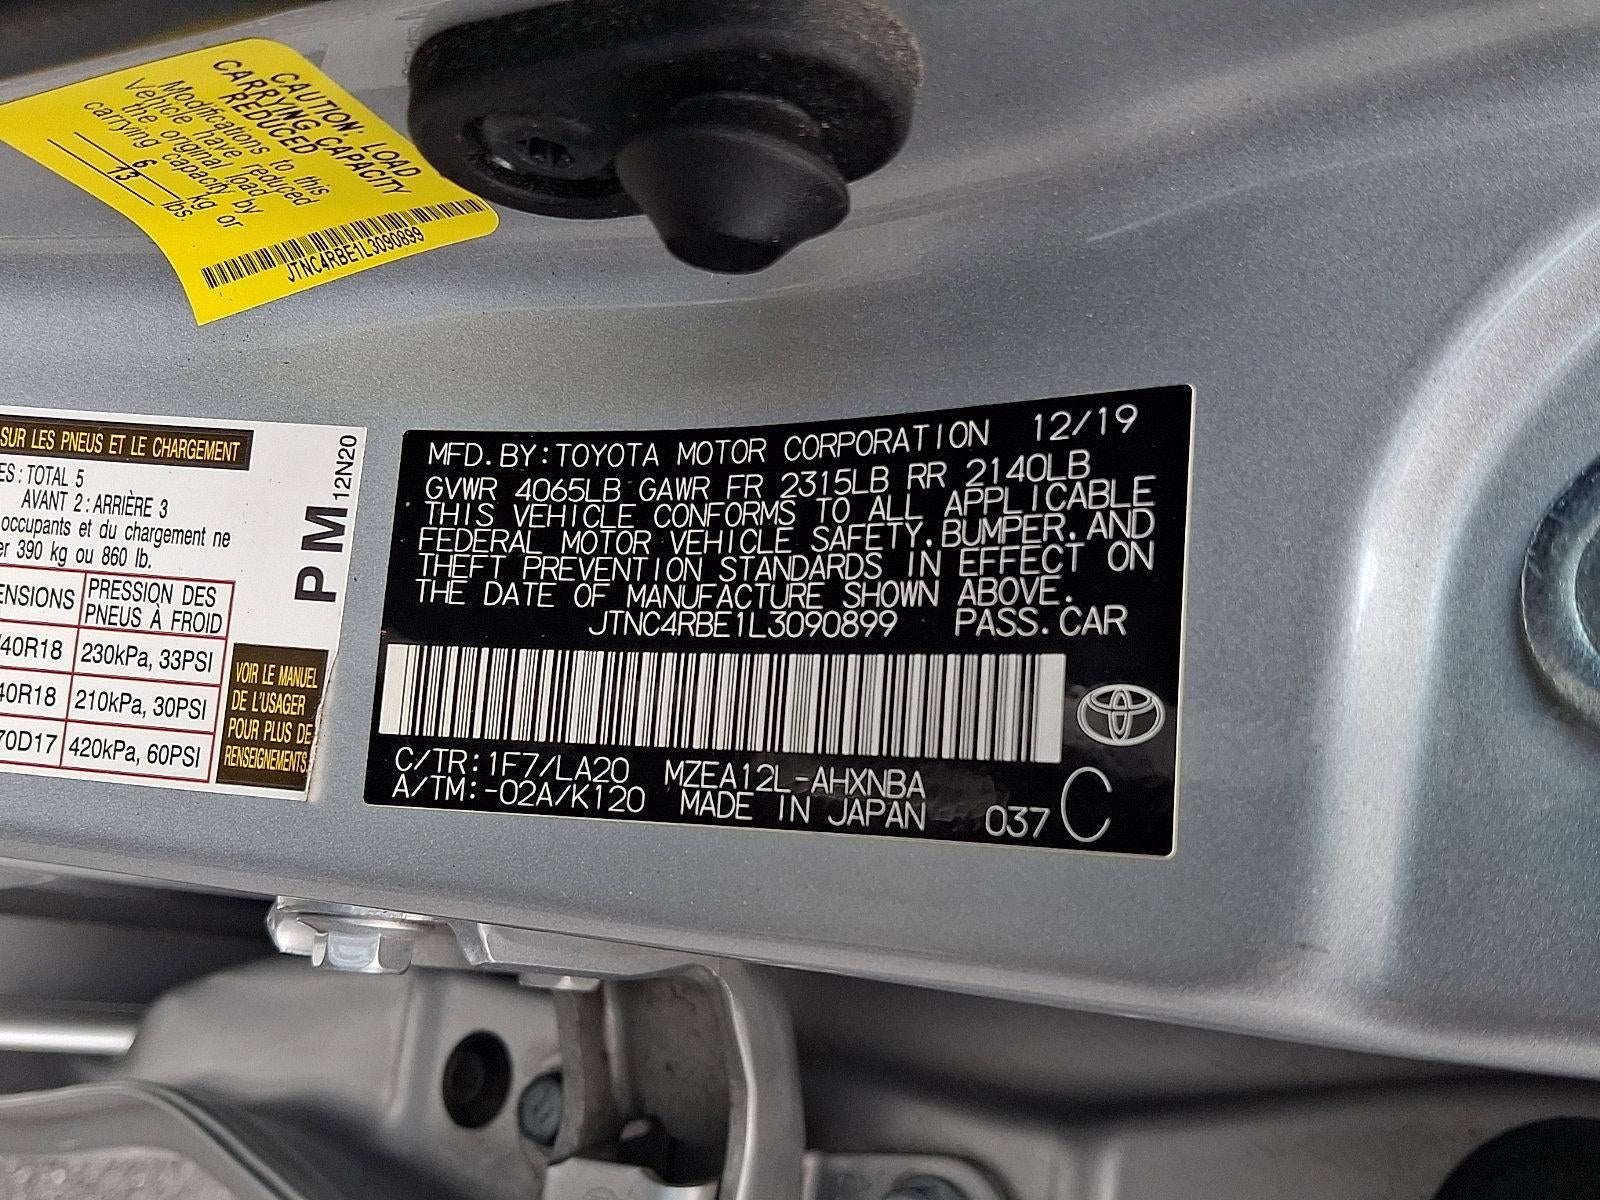 CAUTION: LOAD
CARRYING CAPACITY
REDUCED
Modifications to this
Vehicle have reduced
the original load
carrying capacity by
6 kg or
13 lbs.
JTNC4RBE1L3090899
SUR LES PNEUS ET LE CHARGEMENT
TOTAL 5
AVANT 2: ARRIÈRE 3
occupants et du chargement ne
390 kg ou 860 lb.
PRESSION DES
PNEUS À FROID
40R18 230kPa, 33PSI
40R18 210kPa, 30PSI
70D17 420kPa, 60PSI
VOIR LE MANUEL
DE L'USAGER
POUR PLUS DE
RENSEIGNEMENTS.
PM 12N20
MFD. BY: TOYOTA MOTOR CORPORATION 12/19
GVWR 4065LB GAWR FR 2315LB RR 2140LB
THIS VEHICLE CONFORMS TO ALL APPLICABLE
FEDERAL MOTOR VEHICLE SAFETY, BUMPER, AND
THEFT PREVENTION STANDARDS IN EFFECT ON
THE DATE OF MANUFACTURE SHOWN ABOVE.
JTNC4RBE1L3090899 PASS. CAR
C/TR: 1F7/LA20 MZEA12L-AHXNBA
A/TM: -02A/K120 MADE IN JAPAN 037 C